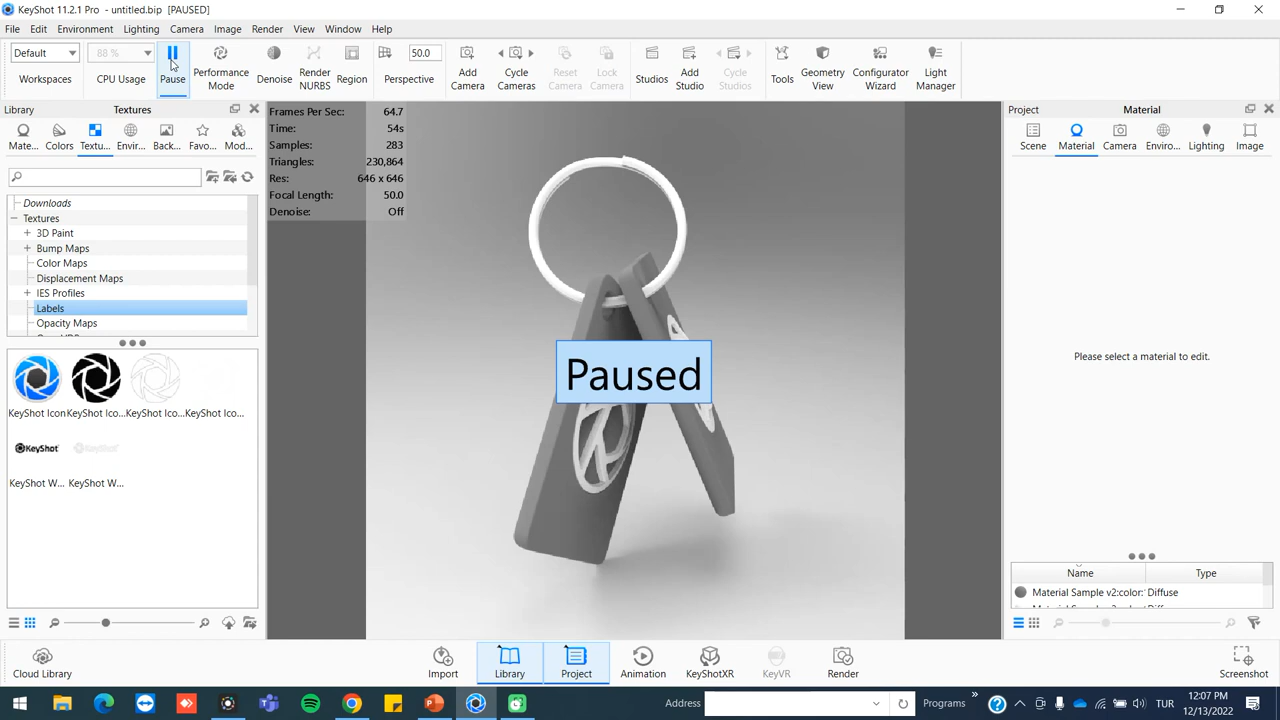 KeyShot 11.2.1 Pro - untitled.bip [PAUSED]
File Edit Environment Lighting Camera Image Render View Window Help
Default 88 % 50.0
Workspaces CPU Usage Pause Performance Mode Denoise Render NURBS Region Perspective Add Camera Cycle Cameras Reset Camera Lock Camera Studios Add Studio Cycle Studios Tools Geometry View Configurator Wizard Light Manager
Library Textures
Mate... Colors Textu... Envir... Back... Favo... Mod...
Downloads
Textures
3D Paint
Bump Maps
Color Maps
Displacement Maps
IES Profiles
Labels
Opacity Maps
KeyShot Icon KeyShot Ico... KeyShot Ico... KeyShot Ico...
KeyShot
KeyShot W... KeyShot W...
Frames Per Sec: 64.7
Time: 54s
Samples: 283
Triangles: 230,864
Res: 646 x 646
Focal Length: 50.0
Denoise: Off
Paused
Project Material
Scene Material Camera Enviro... Lighting Image
Please select a material to edit.
Name Type
Material Sample v2:color: Diffuse
Cloud Library Import Library Project Animation KeyShotXR KeyVR Render Screenshot
Address Programs » 12:07 PM
12/13/2022